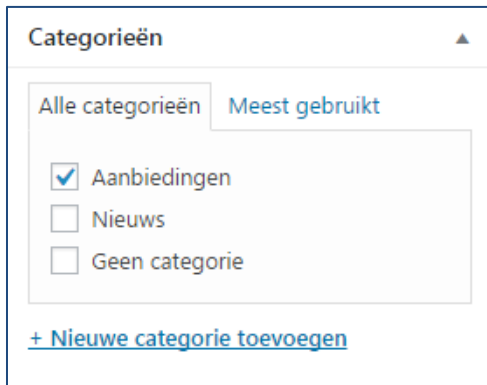 Categorieën
Alle categorieën Meest gebruikt
Aanbiedingen
Nieuws
Geen categorie
+ Nieuwe categorie toevoegen